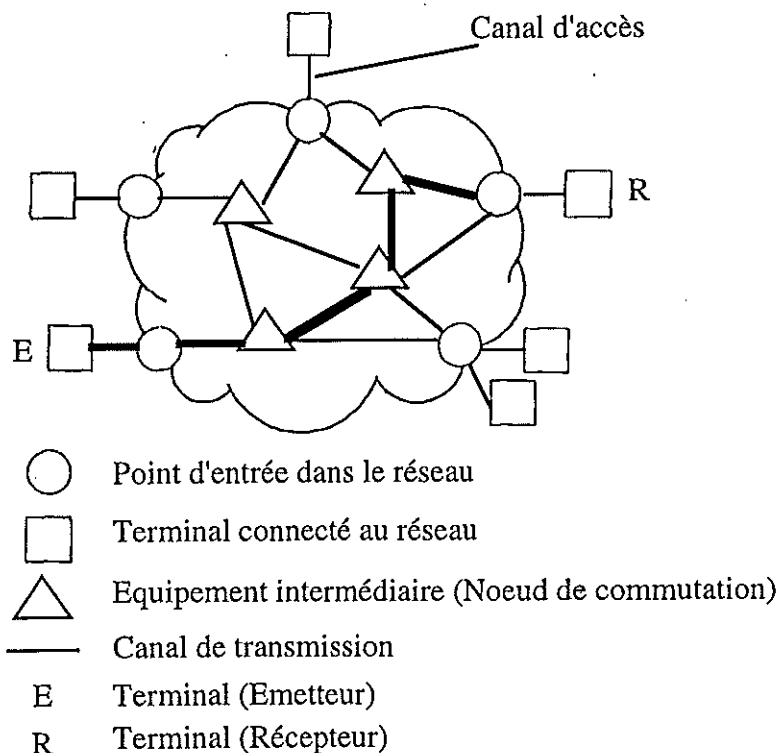 Canal d'accès
R
E
Point d'entrée dans le réseau
Terminal connecté au réseau
Equipement intermédiaire (Noeud de commutation)
Canal de transmission
E Terminal (Emetteur)
R Terminal (Récepteur)